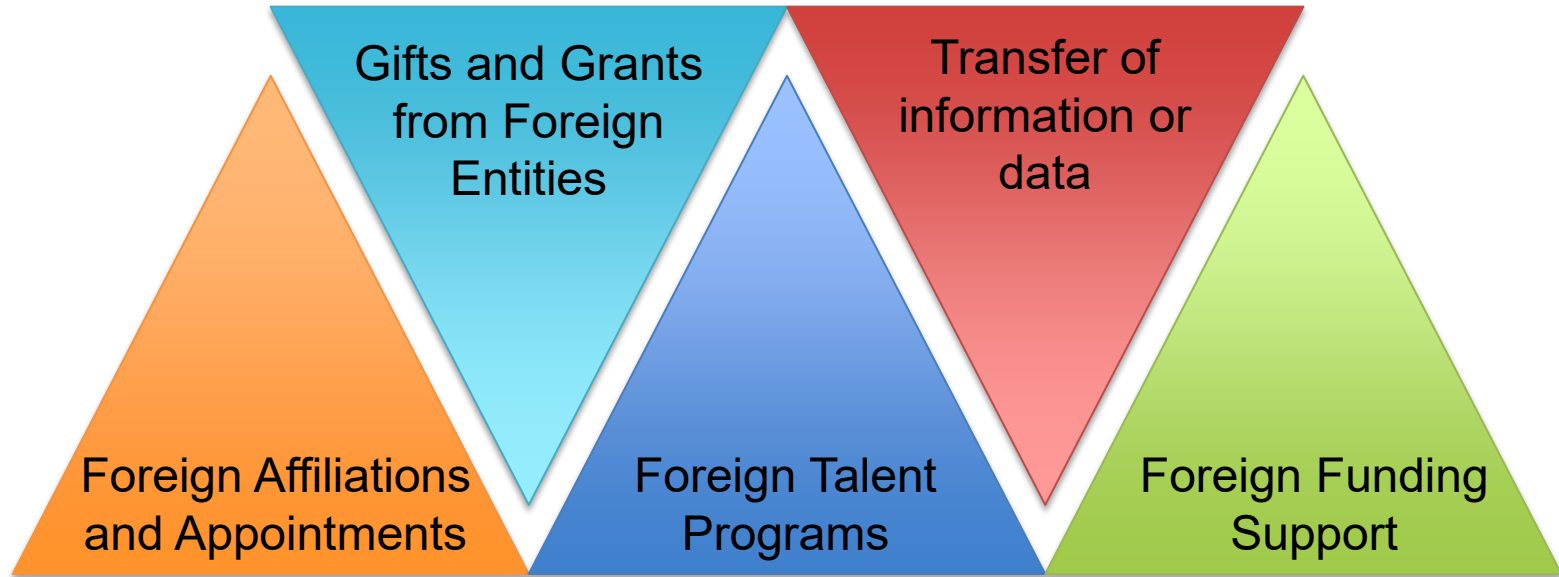 Gifts and Grants
from Foreign
Entities
Transfer of
information or
data
Foreign Affiliations
and Appointments
Foreign Talent
Programs
Foreign Funding
Support